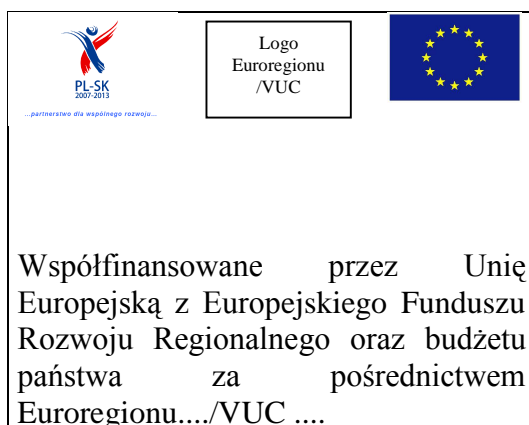 PL-SK
2007-2013
...partnerstwo dla wspólnego rozwoju...
Logo
Euroregionu
/VUC
Współfinansowane przez Unię
Europejską z Europejskiego Funduszu
Rozwoju Regionalnego oraz budżetu
państwa za pośrednictwem
Euroregionu..../VUC ....